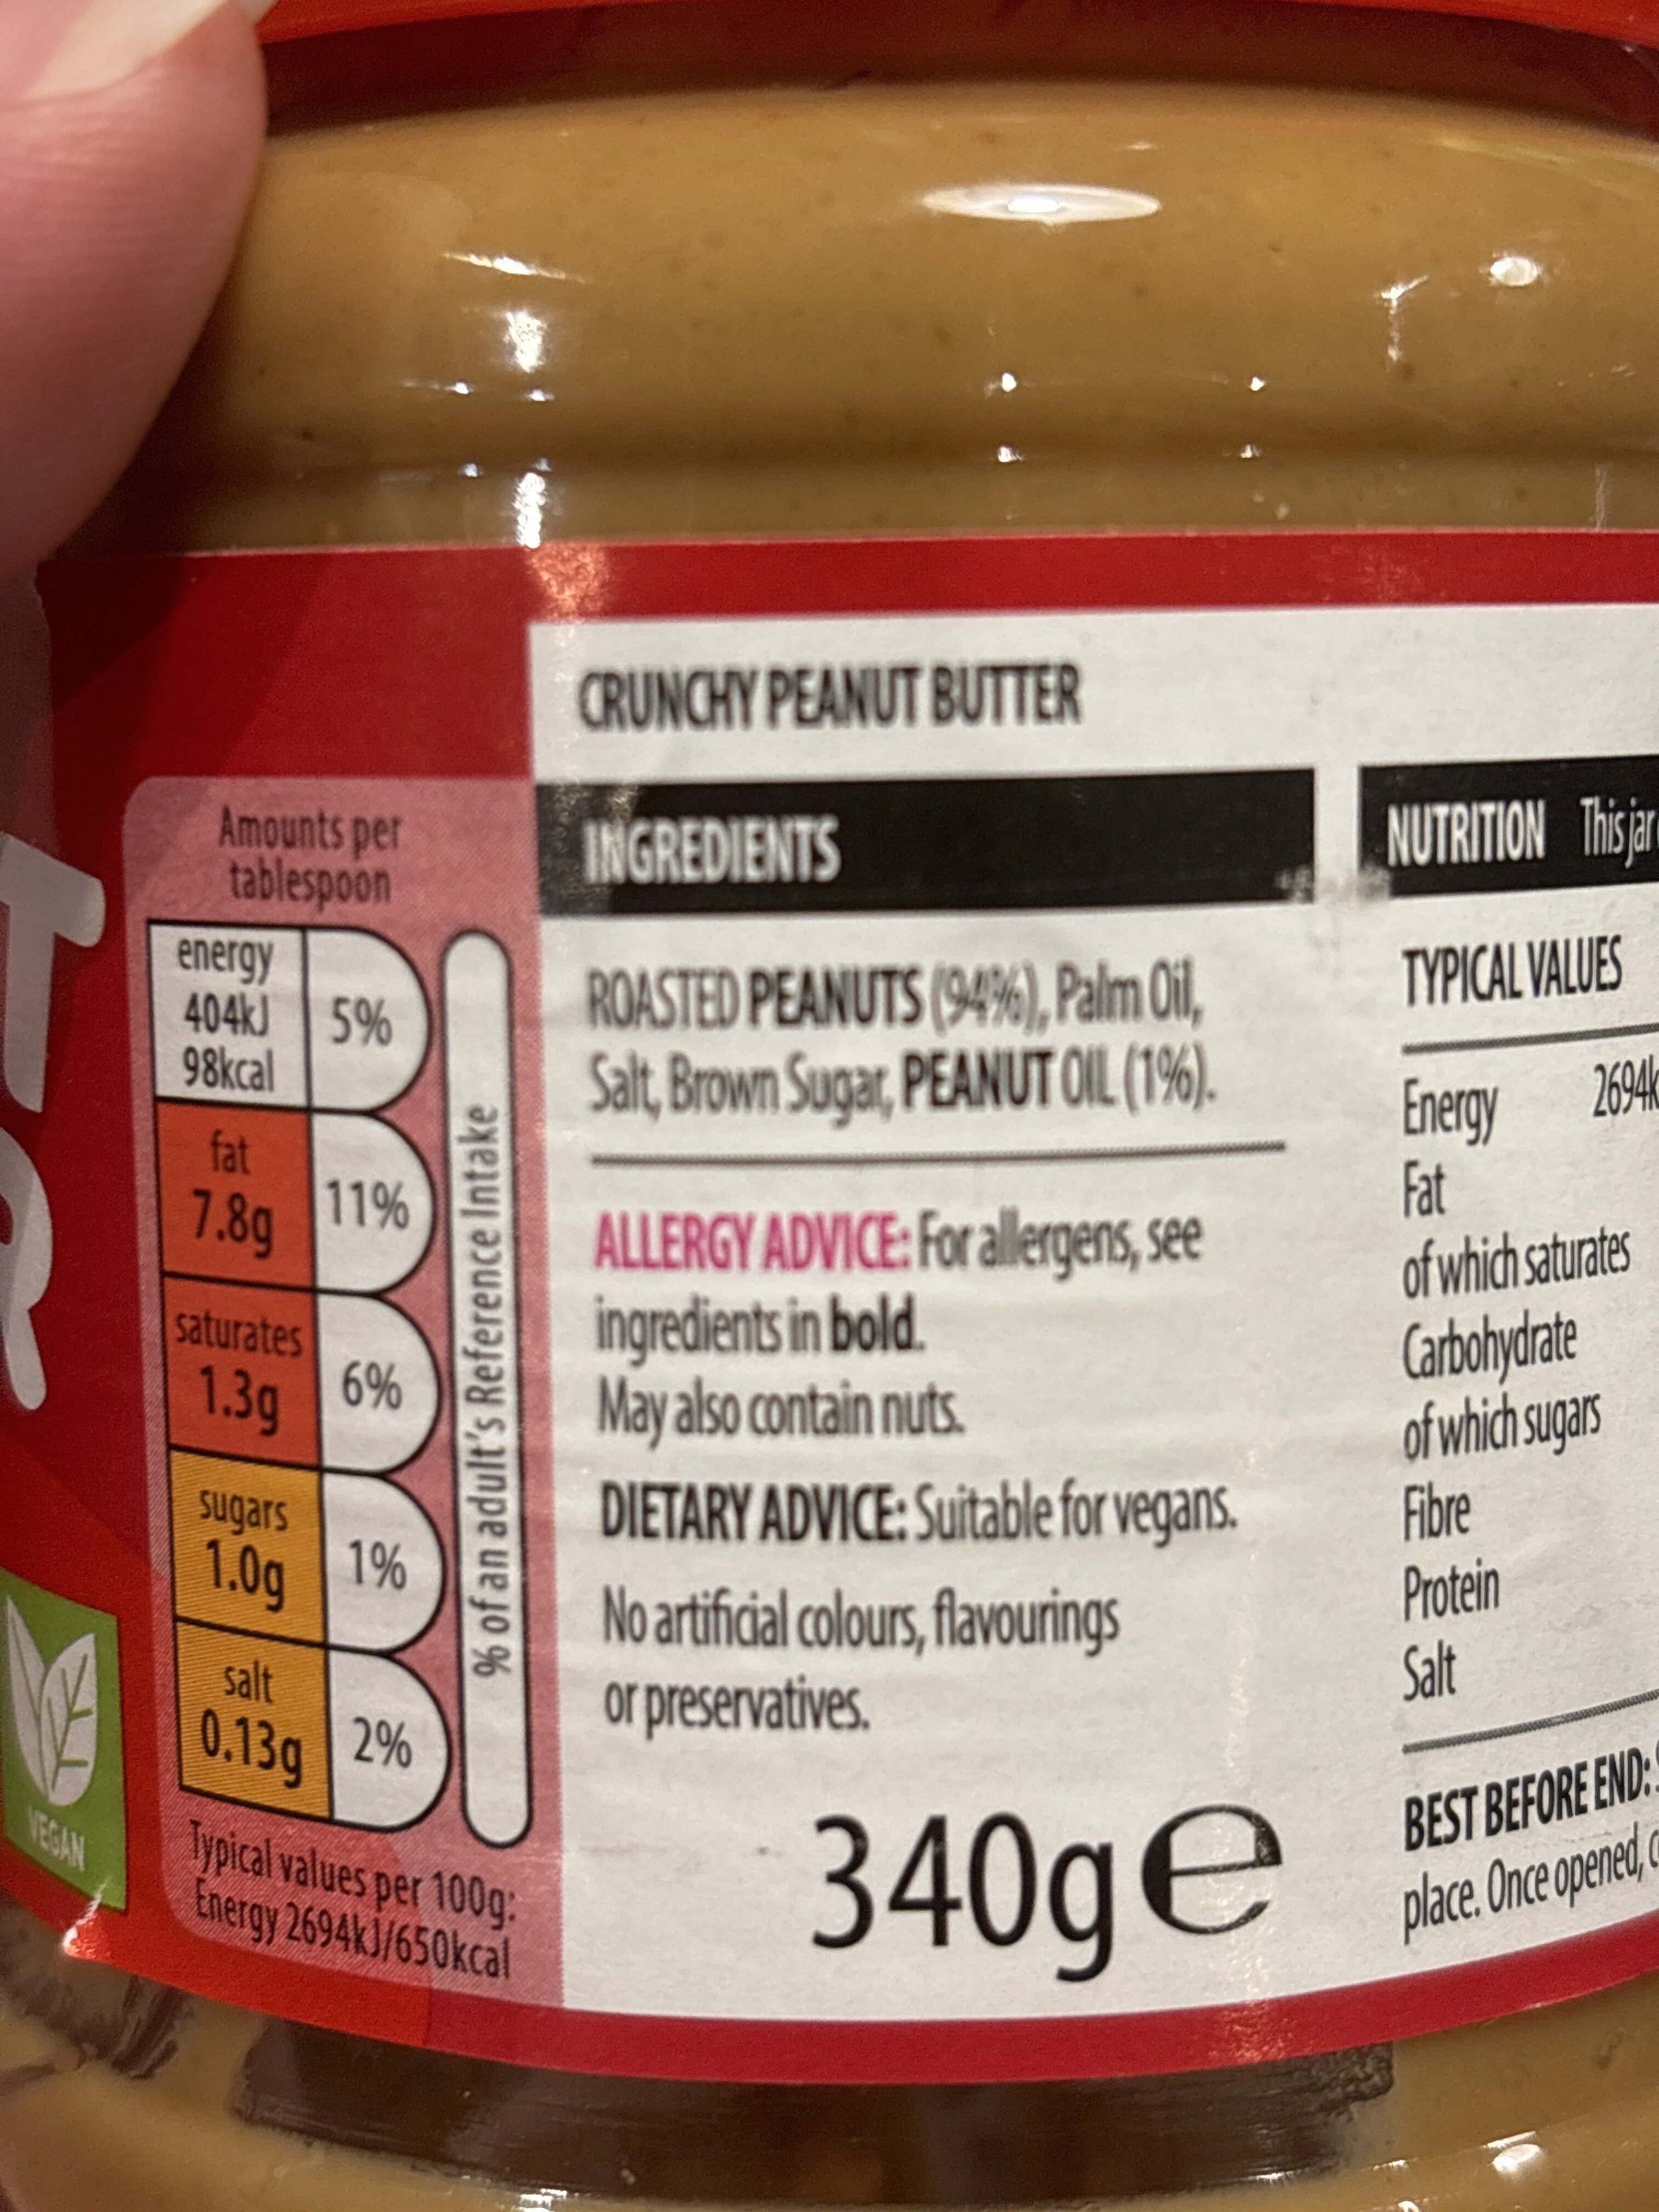 CRUNCHY PEANUT BUTTER
Amounts per
tablespoon
energy
404kJ
98kcal
5%
fat
7.8g
11%
saturates
1.3g
6%
sugars
1.0g
1%
salt
0.13g
2%
% of an adult's Reference Intake
Typical values per 100g:
Energy 2694kJ/650kcal
VEGAN
INGREDIENTS
ROASTED PEANUTS (94%), Palm Oil,
Salt, Brown Sugar, PEANUT OIL (1%).
ALLERGY ADVICE: For allergens, see
ingredients in bold.
May also contain nuts.
DIETARY ADVICE: Suitable for vegans.
No artificial colours, flavourings
or preservatives.
340g e
NUTRITION This jar
TYPICAL VALUES
Energy 2694k
Fat
of which saturates
Carbohydrate
of which sugars
Fibre
Protein
Salt
BEST BEFORE END:
place. Once opened,